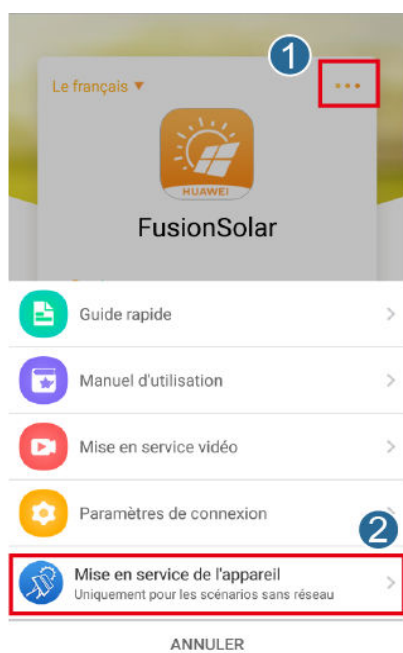 1
Le français ▼
HUAWEI
FusionSolar
Guide rapide
Manuel d'utilisation
Mise en service vidéo
Paramètres de connexion
2
Mise en service de l'appareil
Uniquement pour les scénarios sans réseau
ANNULER